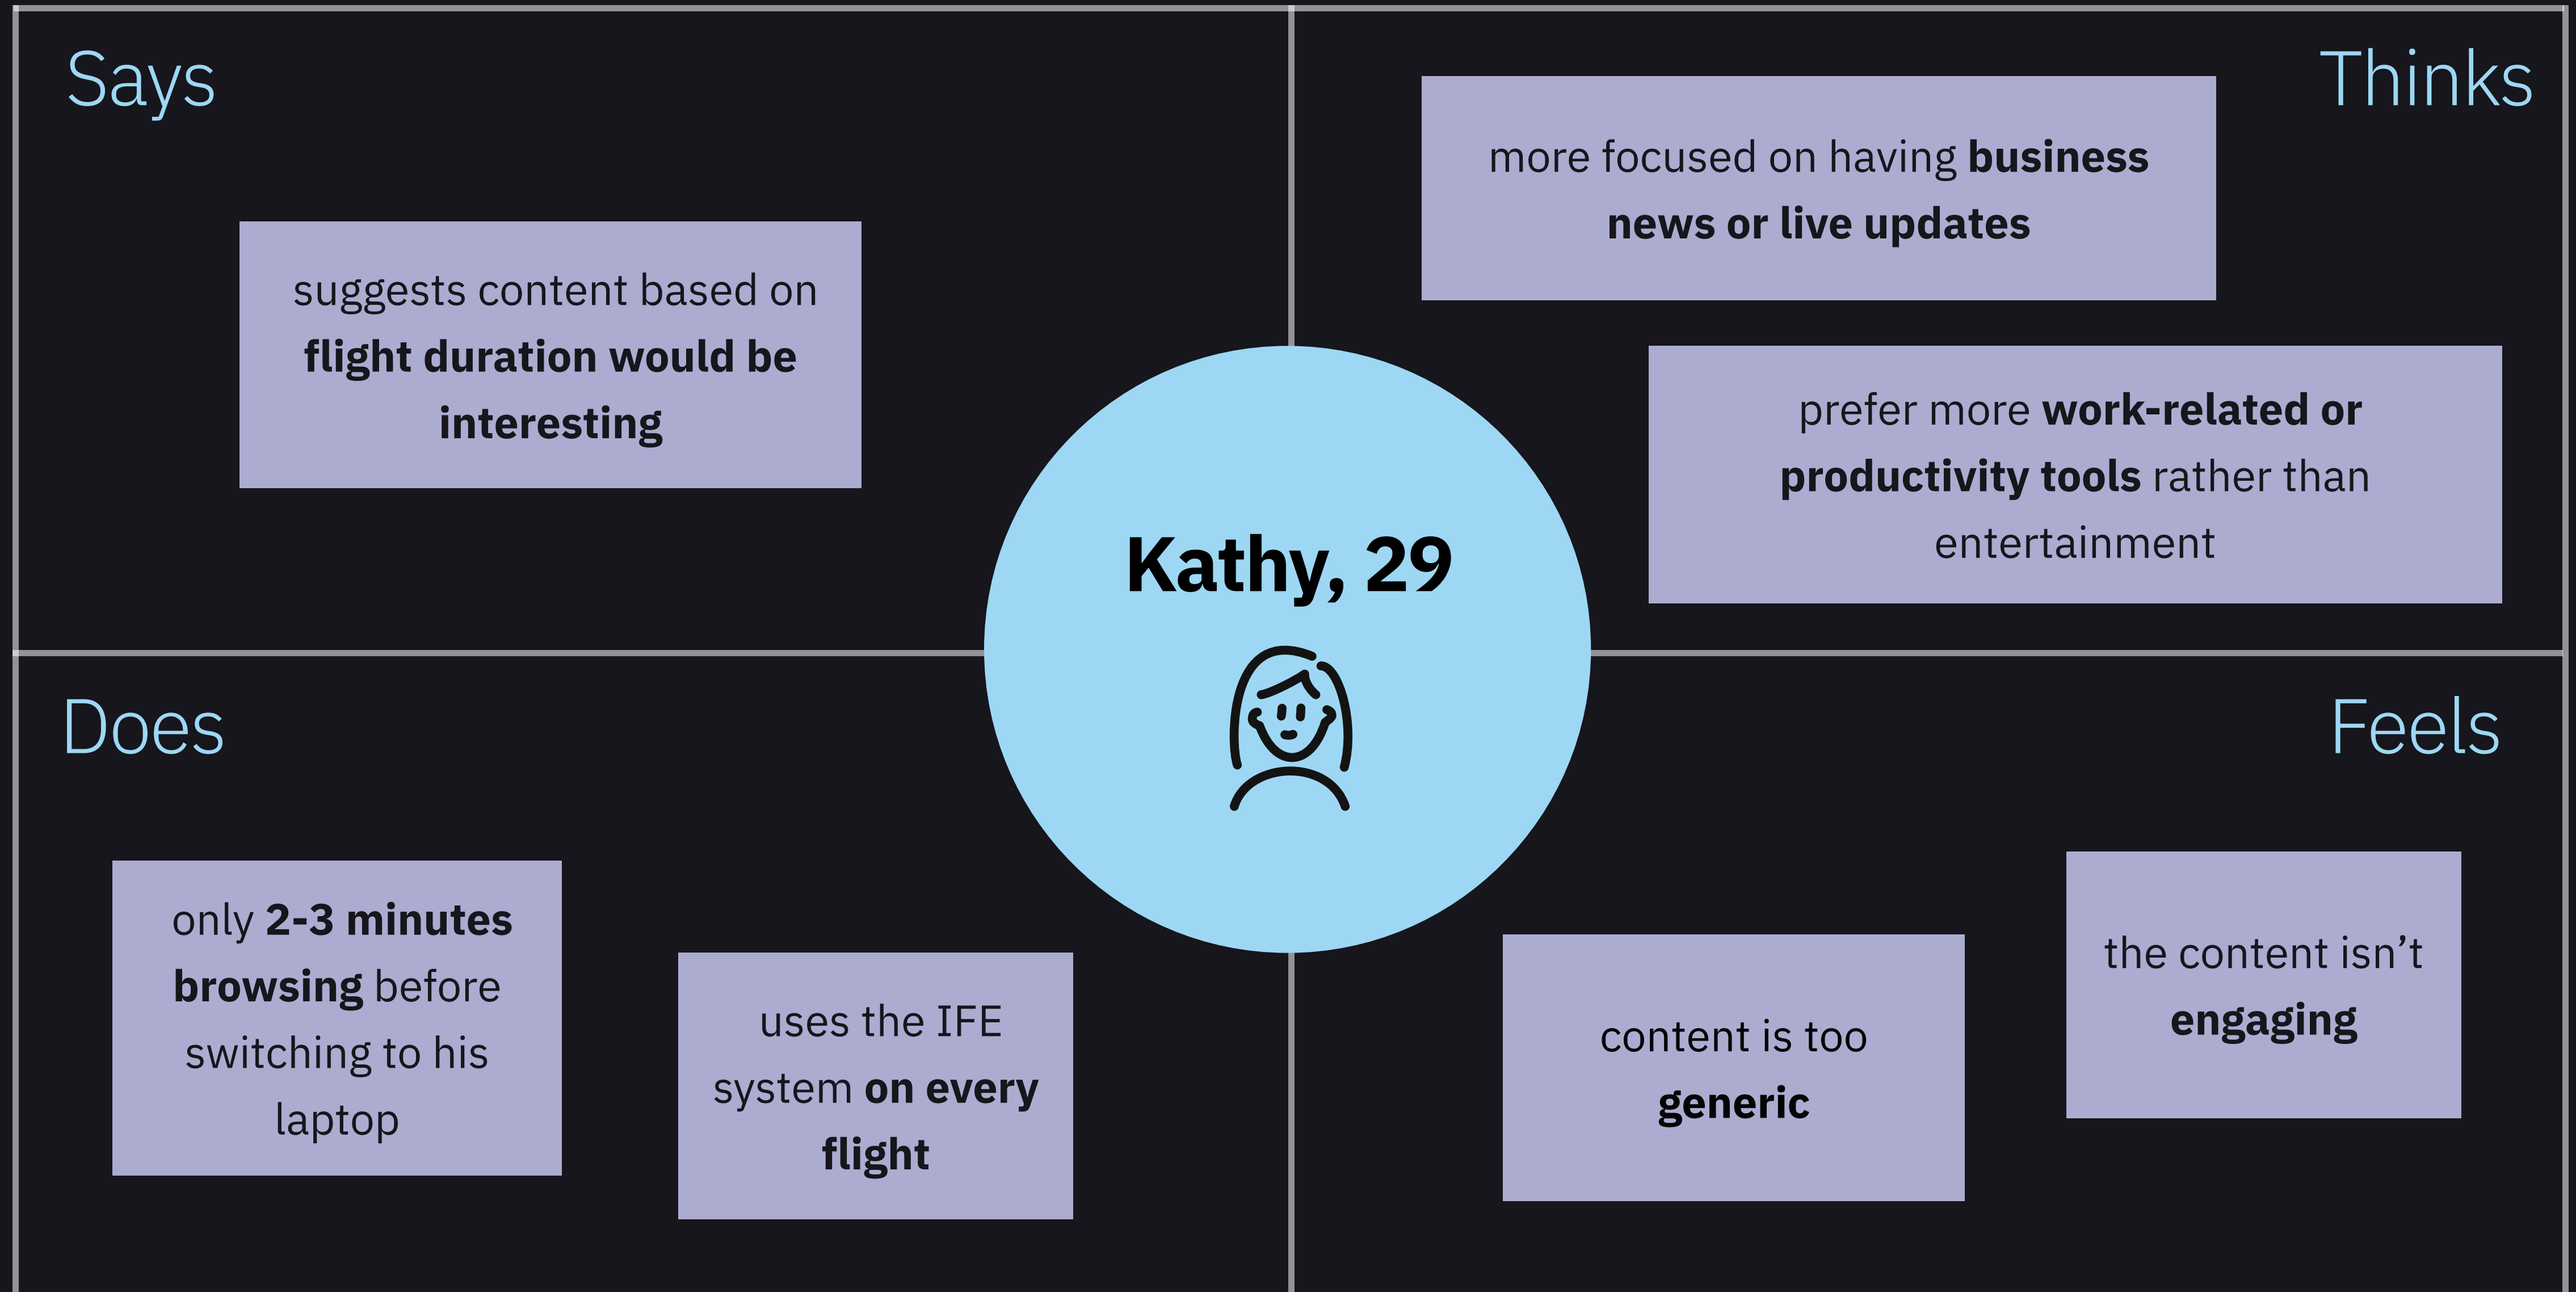 Says
suggests content based on
flight duration would be
interesting
Thinks
more focused on having business
news or live updates
prefer more work-related or
productivity tools rather than
entertainment
Kathy, 29
Does
only 2-3 minutes
browsing before
switching to his
laptop
uses the IFE
system on every
flight
Feels
content is too
generic
the content isn’t
engaging